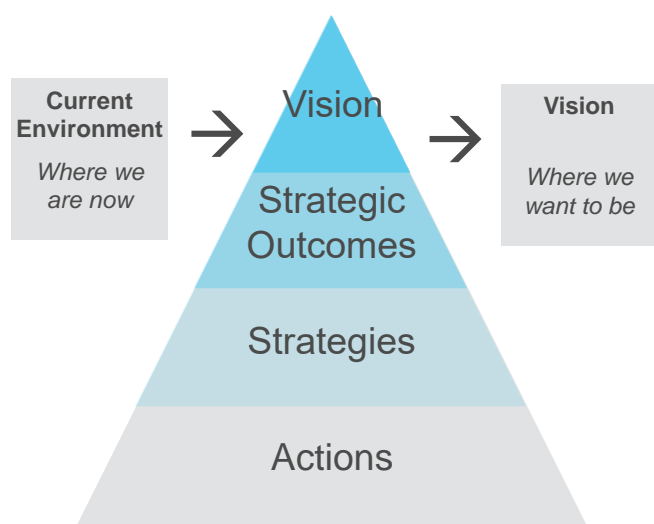 Current
Environment
Where we
are now
→
Vision
→
Vision
Where we
want to be
Strategic
Outcomes
Strategies
Actions